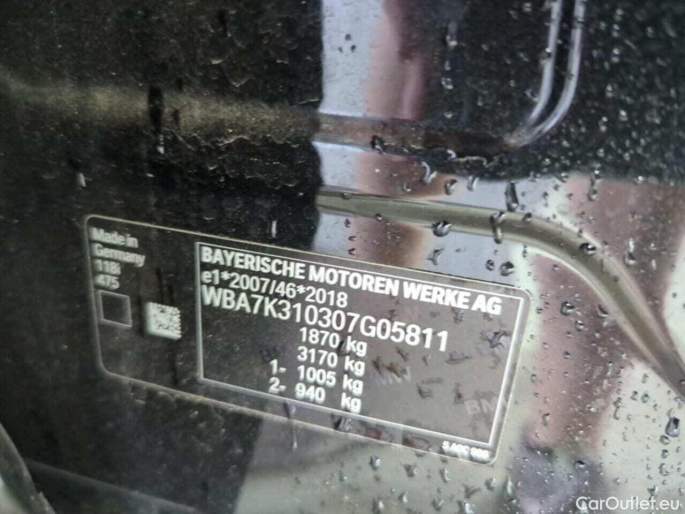 Made in
Germany
118i
475
BAYERISCHE MOTOREN WERKE AG
e1*2007/46*2018
WBA7K310307G05811
1870 kg
3170 kg
1- 1005 kg
2- 940 kg
CarOutlet.eu